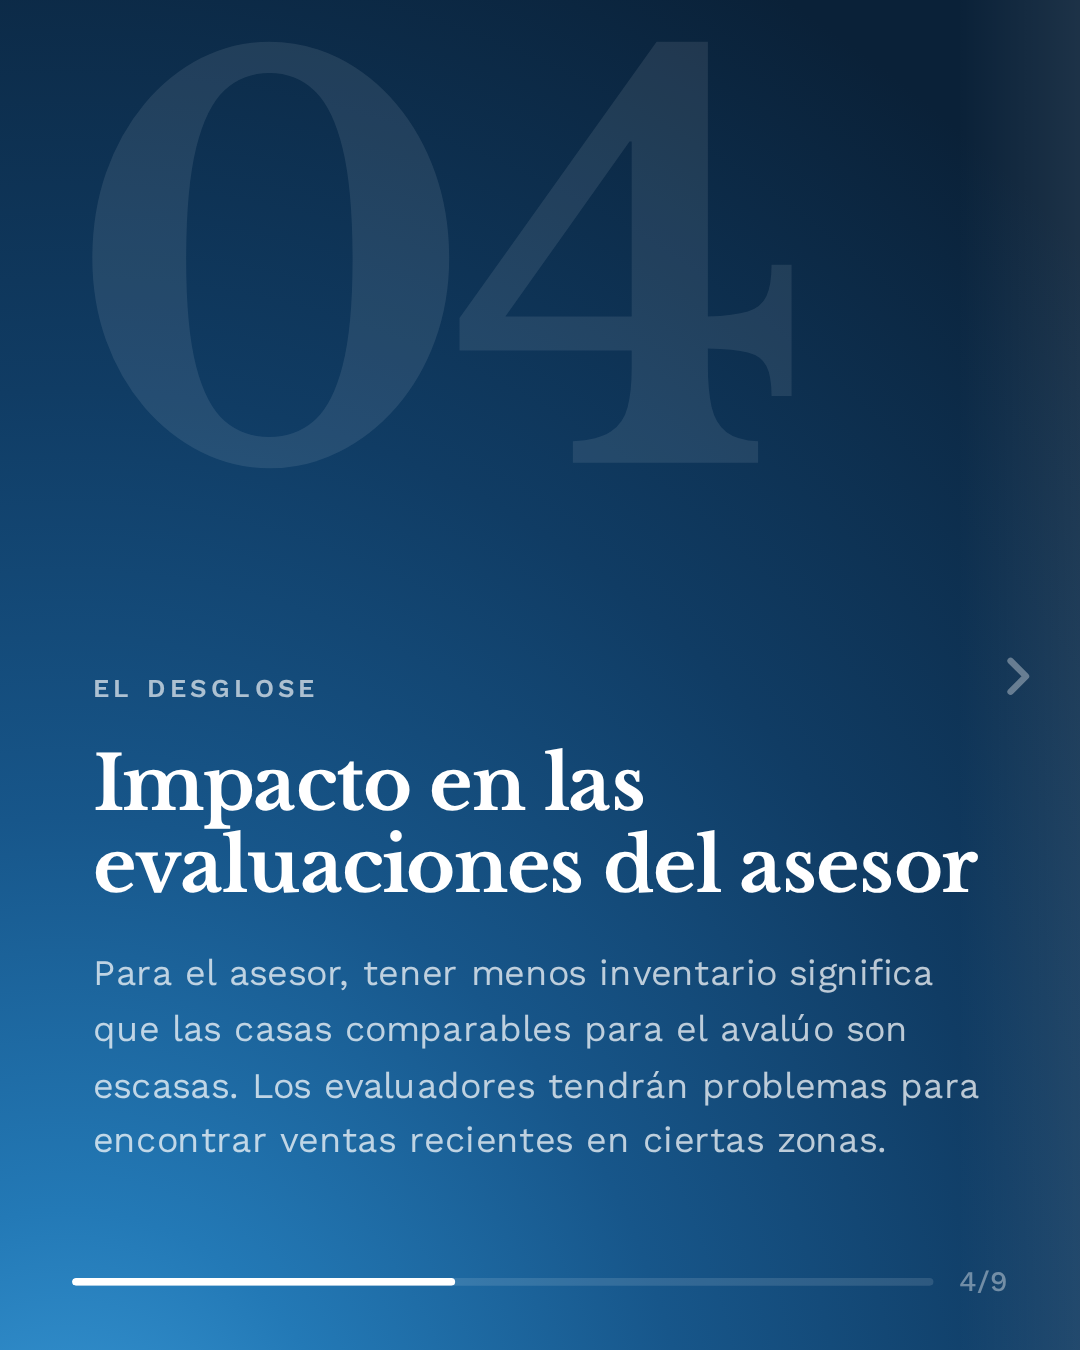 04
EL DESGLOSE
Impacto en las
evaluaciones del asesor
Para el asesor, tener menos inventario significa
que las casas comparables para el avalúo son
escasas. Los evaluadores tendrán problemas para
encontrar ventas recientes en ciertas zonas.
4/9